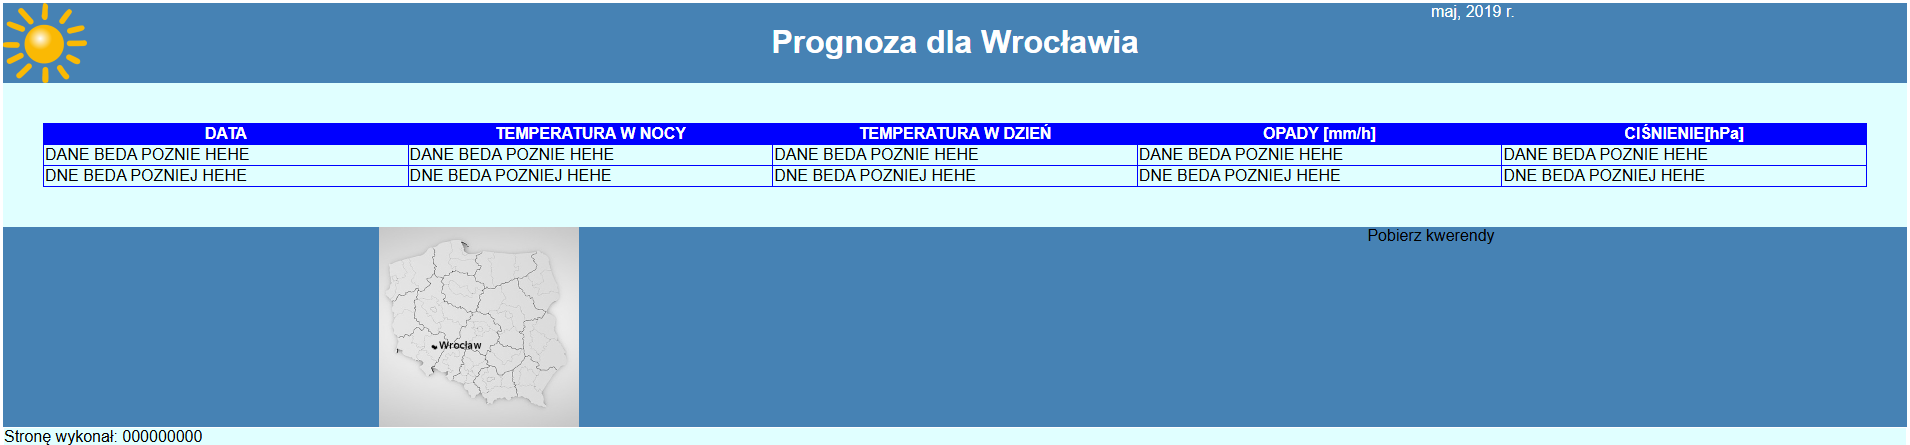 maj, 2019 r.
Prognoza dla Wrocławia
DATA TEMPERATURA W NOCY TEMPERATURA W DZIEŃ OPADY [mm/h] CIŚNIENIE[hPa]
DANE BEDA POZNIE HEHE DANE BEDA POZNIE HEHE DANE BEDA POZNIE HEHE DANE BEDA POZNIE HEHE DANE BEDA POZNIE HEHE
DNE BEDA POZNIEJ HEHE DNE BEDA POZNIEJ HEHE DNE BEDA POZNIEJ HEHE DNE BEDA POZNIEJ HEHE DNE BEDA POZNIEJ HEHE
Pobierz kwerendy
Wrocław
Stronę wykonał: 000000000